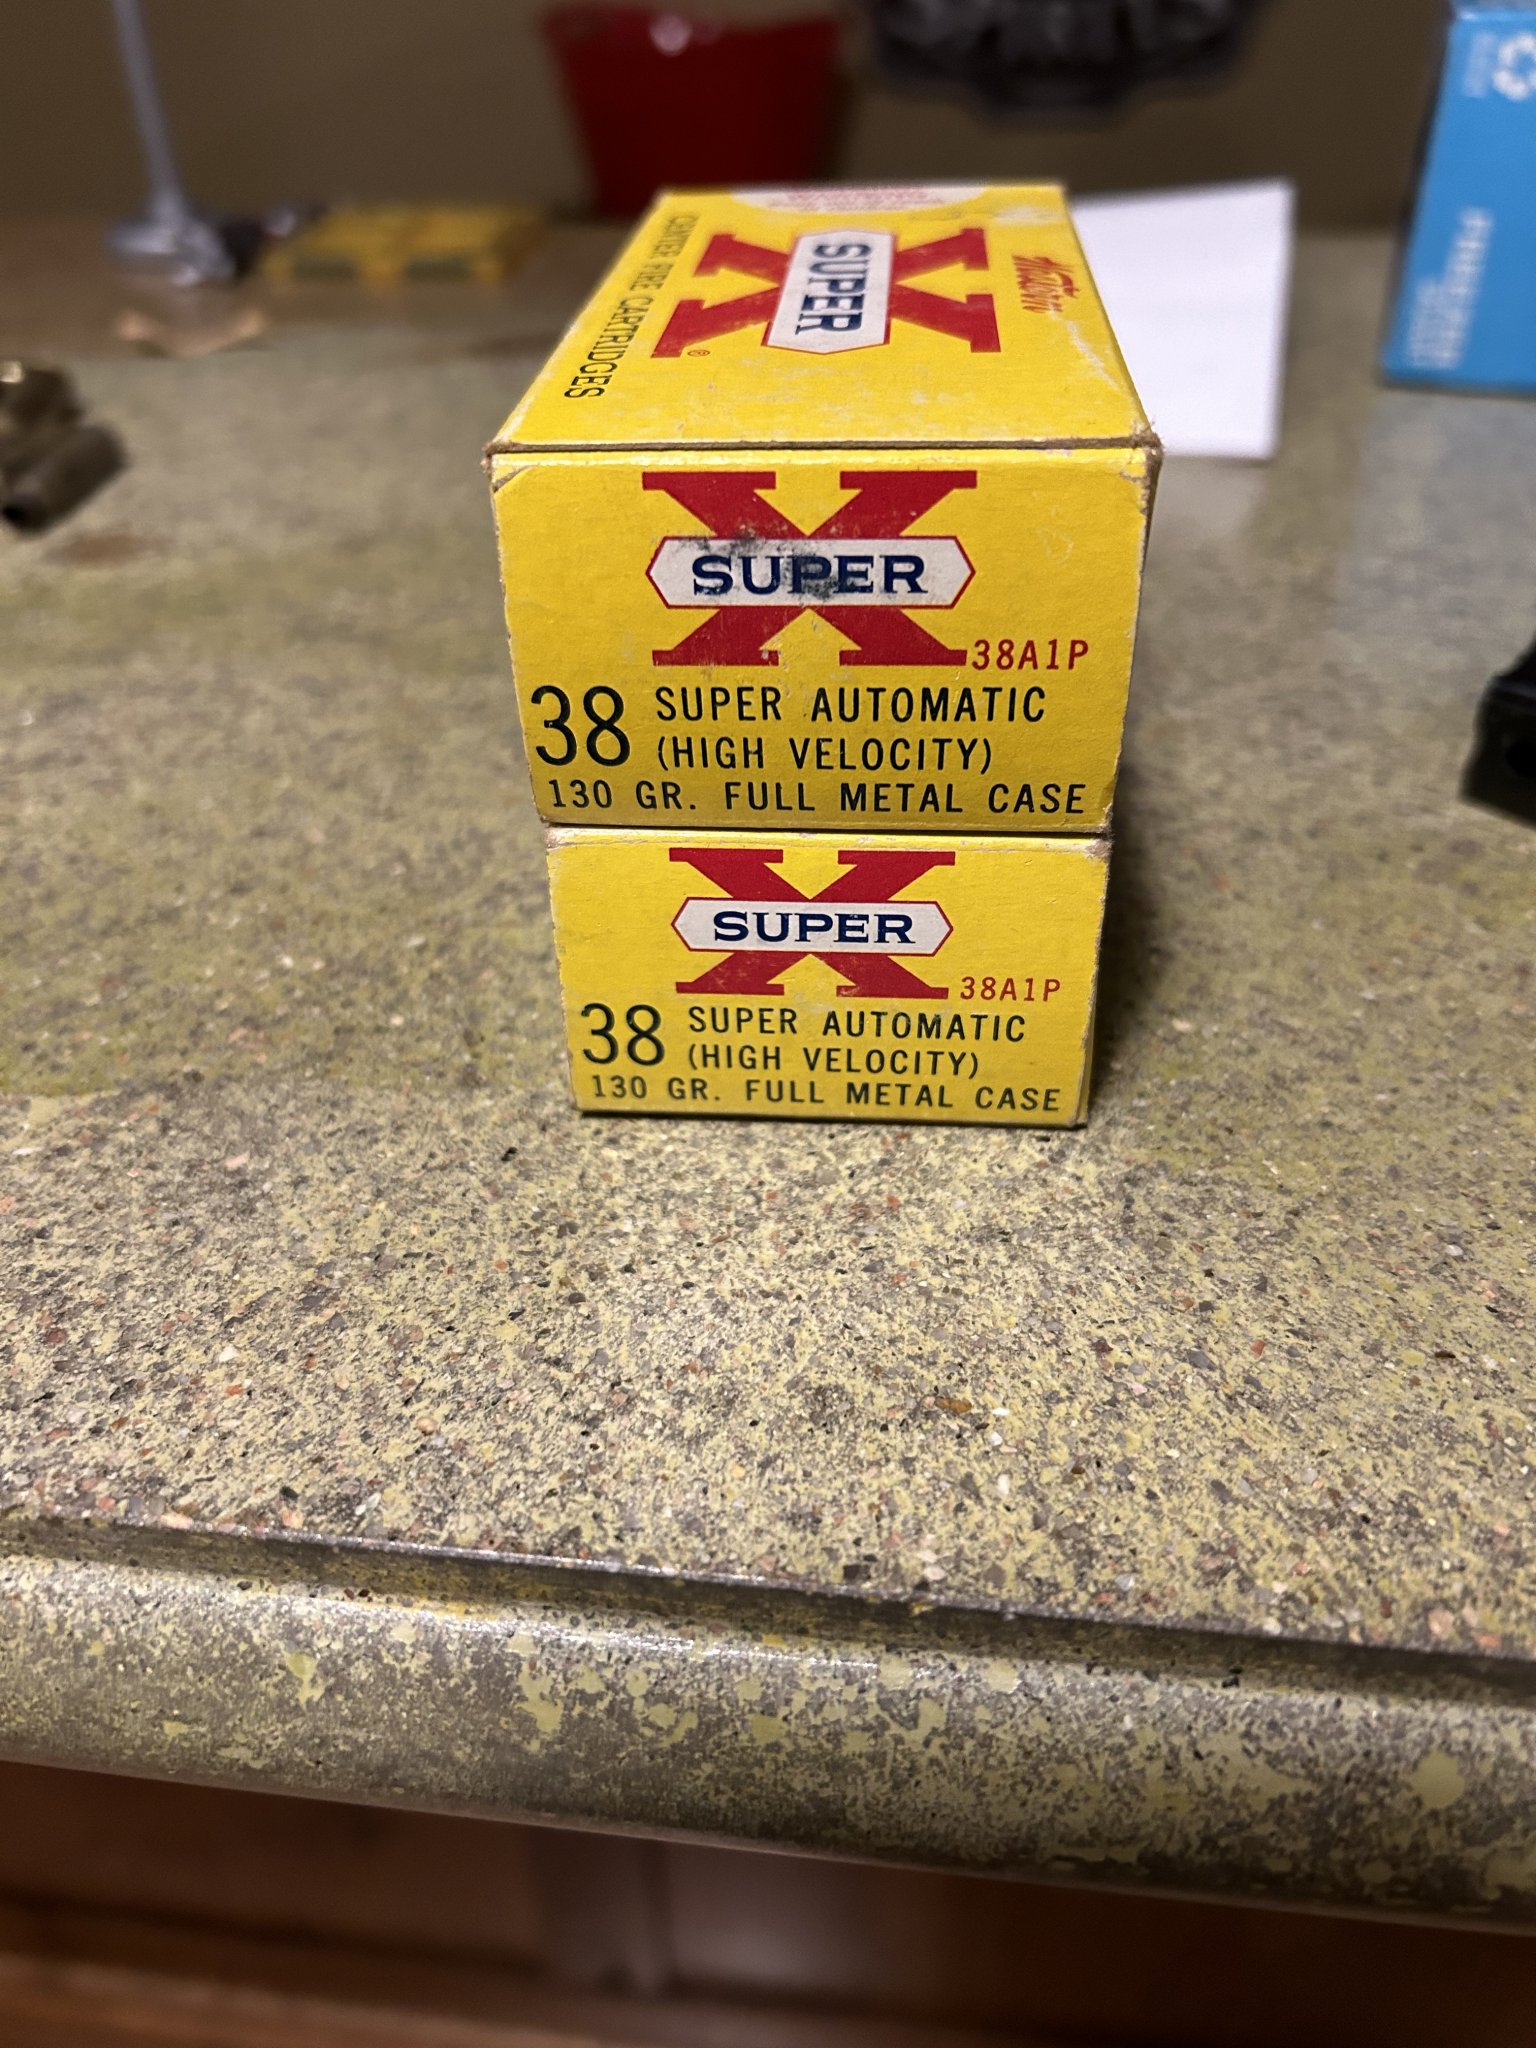 Western
SUPER
X
®
CENTER FIRE CARTRIDGES
X
SUPER
38A1P
38 SUPER AUTOMATIC
(HIGH VELOCITY)
130 GR. FULL METAL CASE
X
SUPER
38A1P
38 SUPER AUTOMATIC
(HIGH VELOCITY)
130 GR. FULL METAL CASE